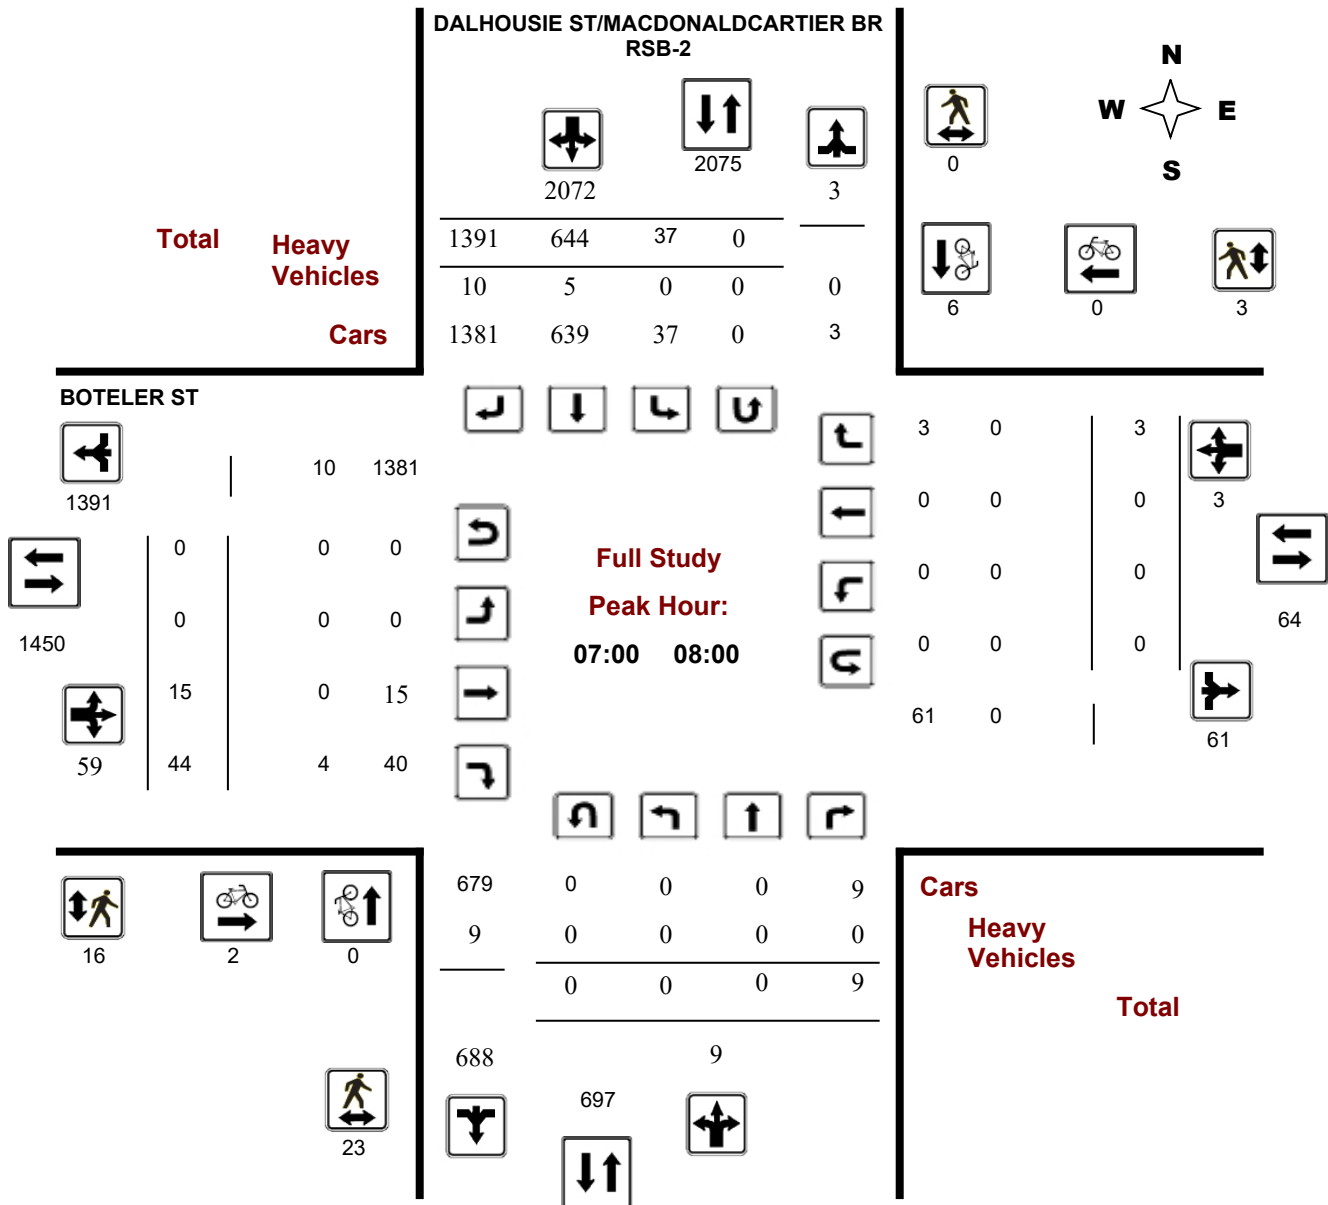 DALHOUSIE ST/MACDONALDCARTIER BR
RSB-2
N
W E
S
2072
2075
3
0
Total
Heavy
Vehicles
Cars
1391 644 37 0
10 5 0 0 0
1381 639 37 0 3
6 0 3
BOTELER ST
1391
10 1381
0 0 0
0 0 0
15 0 15
44 4 40
1450
59
Full Study
Peak Hour:
07:00 08:00
3 0 3
0 0 0
0 0 0
0 0 0
61 0
3
64
61
16 2 0
23
679 0 0 0 9
9 0 0 0 0
0 0 0 9
688 9
697
Cars
Heavy
Vehicles
Total